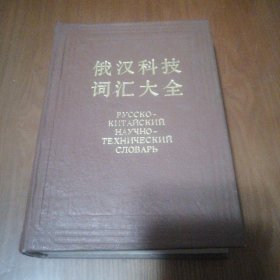 俄汉科技
词汇大全
РУССКО-
КИТАЙСКИЙ
НАУЧНО-
ТЕХНИЧЕСКИЙ
СЛОВАРЬ